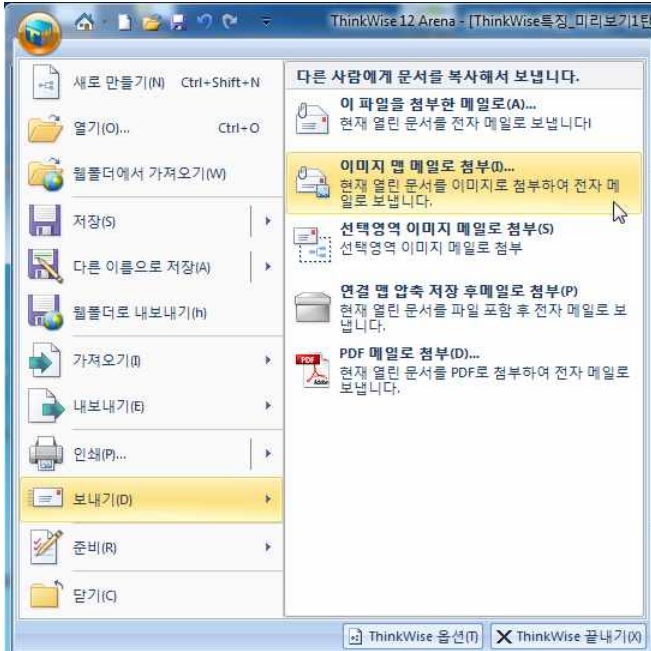 ThinkWise 12 Arena - [ThinkWise특징_미리보기1탄
새로 만들기(N) Ctrl+Shift+N
열기(O)... Ctrl+O
웹폴더에서 가져오기(W)
저장(S)
다른 이름으로 저장(A)
웹폴더로 내보내기(h)
가져오기(I)
내보내기(E)
인쇄(P)...
보내기(D)
준비(R)
닫기(C)
다른 사람에게 문서를 복사해서 보냅니다.
이 파일을 첨부한 메일로(A)...
현재 열린 문서를 전자 메일로 보냅니다!
이미지 맵 메일로 첨부(I)...
현재 열린 문서를 이미지로 첨부하여 전자 메
일로 보냅니다.
선택영역 이미지 메일로 첨부(S)
선택영역 이미지 메일로 첨부
연결 맵 압축 저장 후메일로 첨부(P)
현재 열린 문서를 파일 포함 후 전자 메일로 보
냅니다.
PDF 메일로 첨부(D)...
현재 열린 문서를 PDF로 첨부하여 전자 메일로
보냅니다.
PDF
Adobe
ThinkWise 옵션(T)
ThinkWise 끝내기(X)